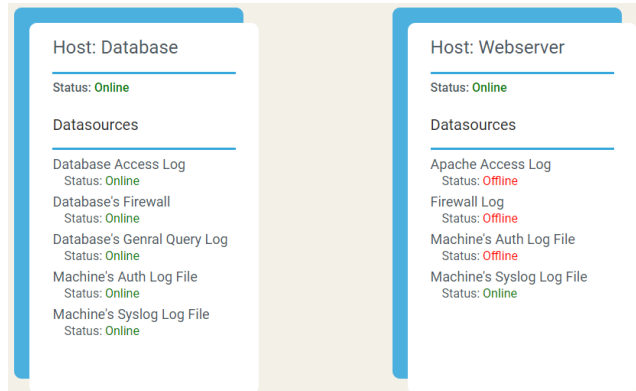 Host: Database
Status: Online
Datasources
Database Access Log
Status: Online
Database's Firewall
Status: Online
Database's Genral Query Log
Status: Online
Machine's Auth Log File
Status: Online
Machine's Syslog Log File
Status: Online
Host: Webserver
Status: Online
Datasources
Apache Access Log
Status: Offline
Firewall Log
Status: Offline
Machine's Auth Log File
Status: Offline
Machine's Syslog Log File
Status: Online